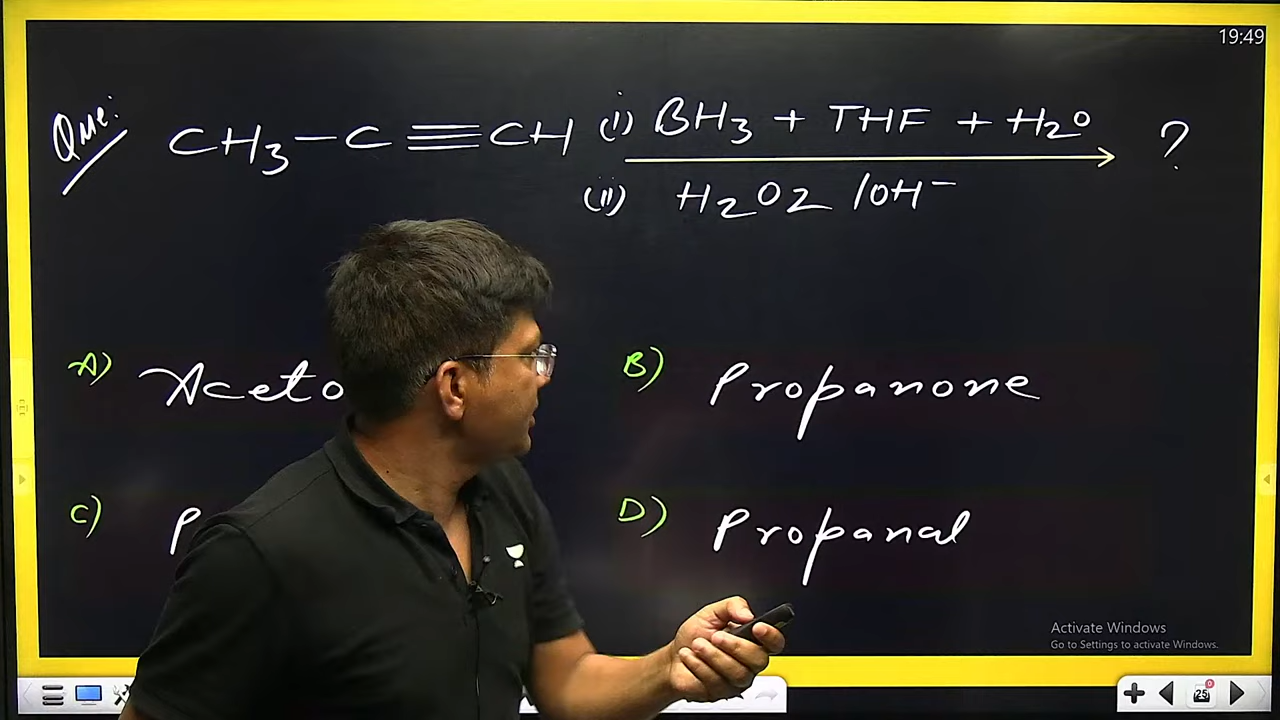 19:49
Que:
CH3-C≡CH (i) BH3 + THF + H2O ?
(ii) H2O2 /OH-
A) Aceto B) Propanone
C) P D) Propanal
Activate Windows
Go to Settings to activate Windows.
25